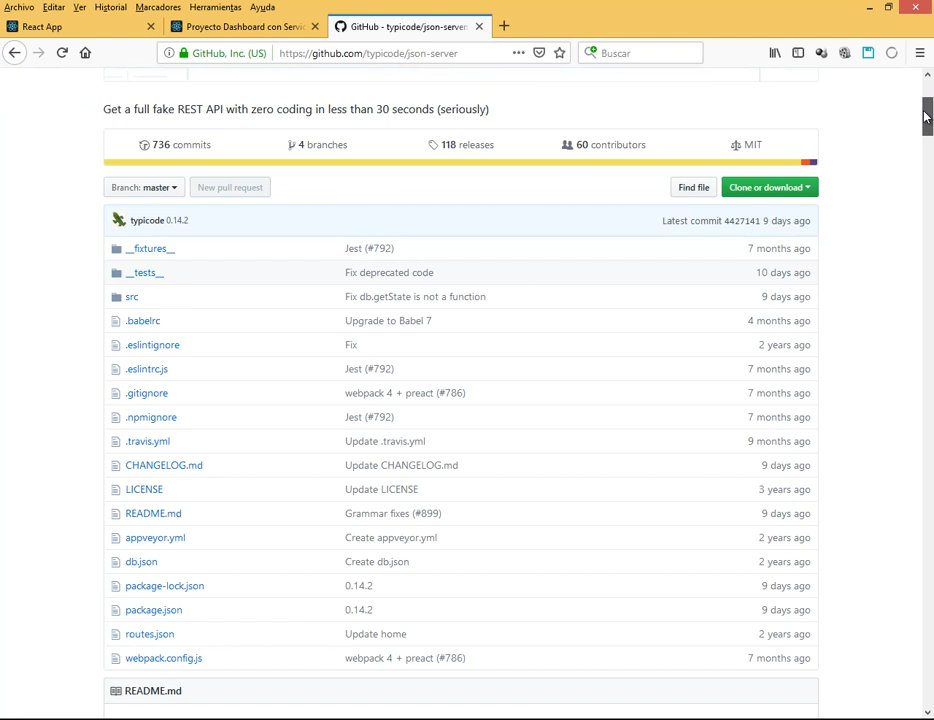 Archivo Editar Ver Historial Marcadores Herramientas Ayuda
React App Proyecto Dashboard con Servic GitHub - typicode/json-server
GitHub, Inc. (US) https://github.com/typicode/json-server Buscar
Get a full fake REST API with zero coding in less than 30 seconds (seriously)
736 commits 4 branches 118 releases 60 contributors MIT
Branch: master New pull request Find file Clone or download
typicode 0.14.2 Latest commit 4427141 9 days ago
__fixtures__ Jest (#792) 7 months ago
__tests__ Fix deprecated code 10 days ago
src Fix db.getState is not a function 9 days ago
.babelrc Upgrade to Babel 7 4 months ago
.eslintignore Fix 2 years ago
.eslintrc.js Jest (#792) 7 months ago
.gitignore webpack 4 + preact (#786) 7 months ago
.npmignore Jest (#792) 7 months ago
.travis.yml Update .travis.yml 9 months ago
CHANGELOG.md Update CHANGELOG.md 9 days ago
LICENSE Update LICENSE 3 years ago
README.md Grammar fixes (#899) 9 days ago
appveyor.yml Create appveyor.yml 2 years ago
db.json Create db.json 2 years ago
package-lock.json 0.14.2 9 days ago
package.json 0.14.2 9 days ago
routes.json Update home 2 years ago
webpack.config.js webpack 4 + preact (#786) 7 months ago
README.md